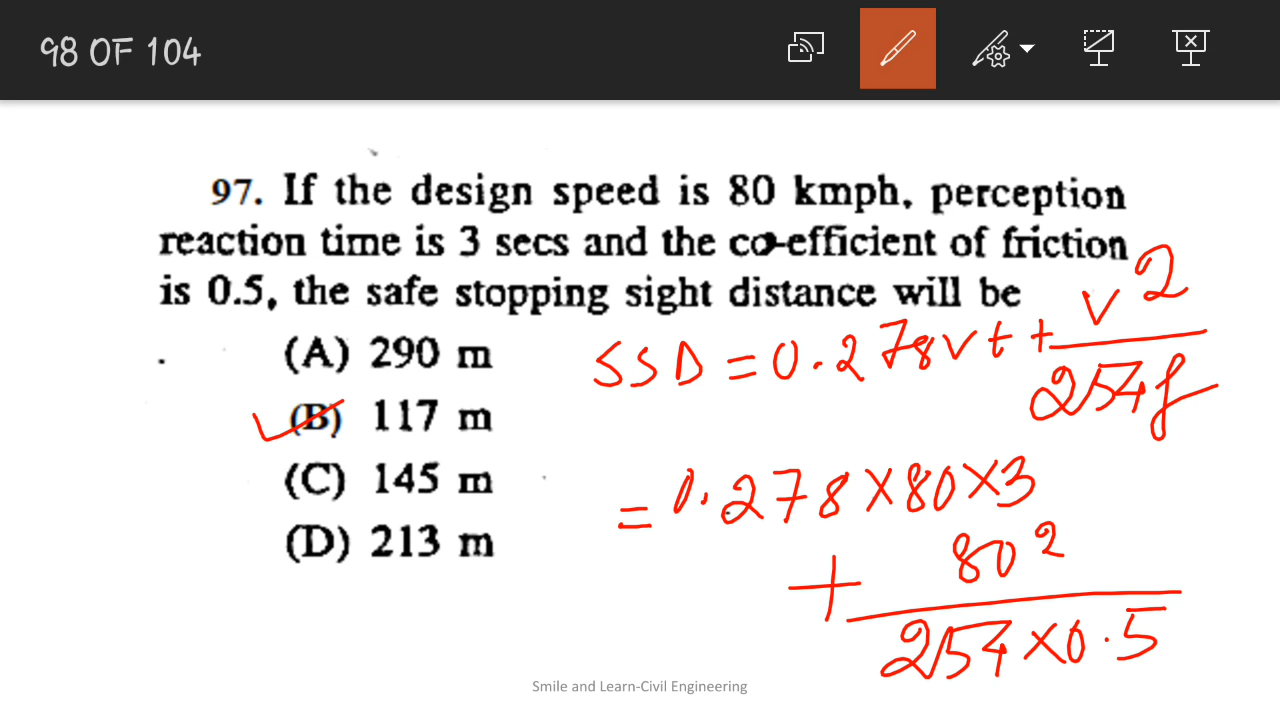 98 OF 104
97. If the design speed is 80 kmph, perception
reaction time is 3 secs and the co-efficient of friction
is 0.5, the safe stopping sight distance will be
(A) 290 m
(B) 117 m
(C) 145 m
(D) 213 m
SSD = 0.278vt + v²/254f
= 0.278×80×3
+ 80²/254×0.5
Smile and Learn-Civil Engineering